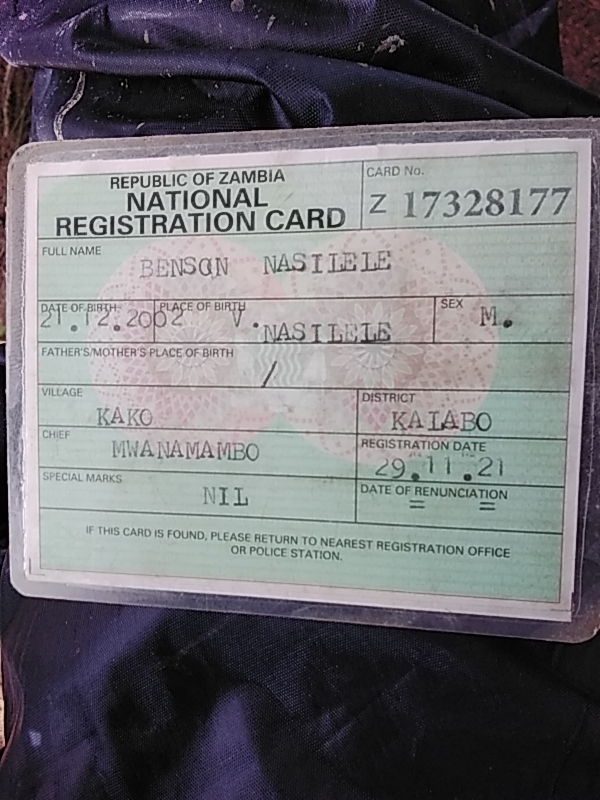 REPUBLIC OF ZAMBIA
NATIONAL
REGISTRATION CARD
CARD No.
Z 17328177
FULL NAME
BENSON NASILELE
DATE OF BIRTH
21.12.2002
PLACE OF BIRTH
V. NASILELE
SEX
M.
FATHER'S/MOTHER'S PLACE OF BIRTH
/
VILLAGE
KAKO
DISTRICT
KALABO
CHIEF
MWANAMAMBO
REGISTRATION DATE
29.11.21
SPECIAL MARKS
NIL
DATE OF RENUNCIATION
= =
IF THIS CARD IS FOUND, PLEASE RETURN TO NEAREST REGISTRATION OFFICE
OR POLICE STATION.